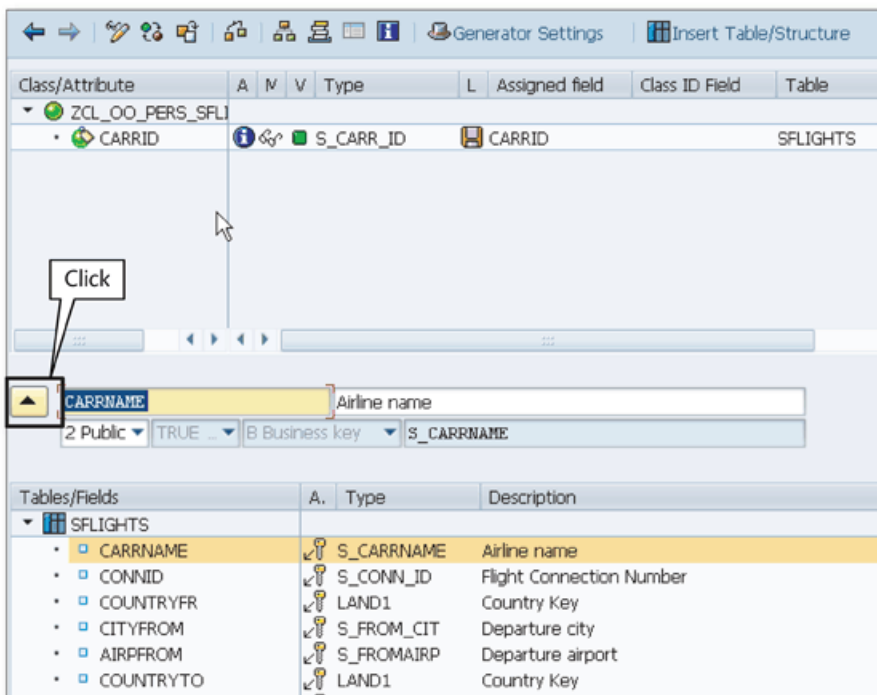 Generator Settings Insert Table/Structure
Class/Attribute A M V Type L Assigned field Class ID Field Table
ZCL_OO_PERS_SFLI
CARRID S_CARR_ID CARRID SFLIGHTS
Click
CARRNAME Airline name
2 Public TRUE ... B Business key S_CARRNAME
Tables/Fields A. Type Description
SFLIGHTS
CARRNAME S_CARRNAME Airline name
CONNID S_CONN_ID Flight Connection Number
COUNTRYFR LAND1 Country Key
CITYFROM S_FROM_CIT Departure city
AIRPFROM S_FROMAIRP Departure airport
COUNTRYTO LAND1 Country Key